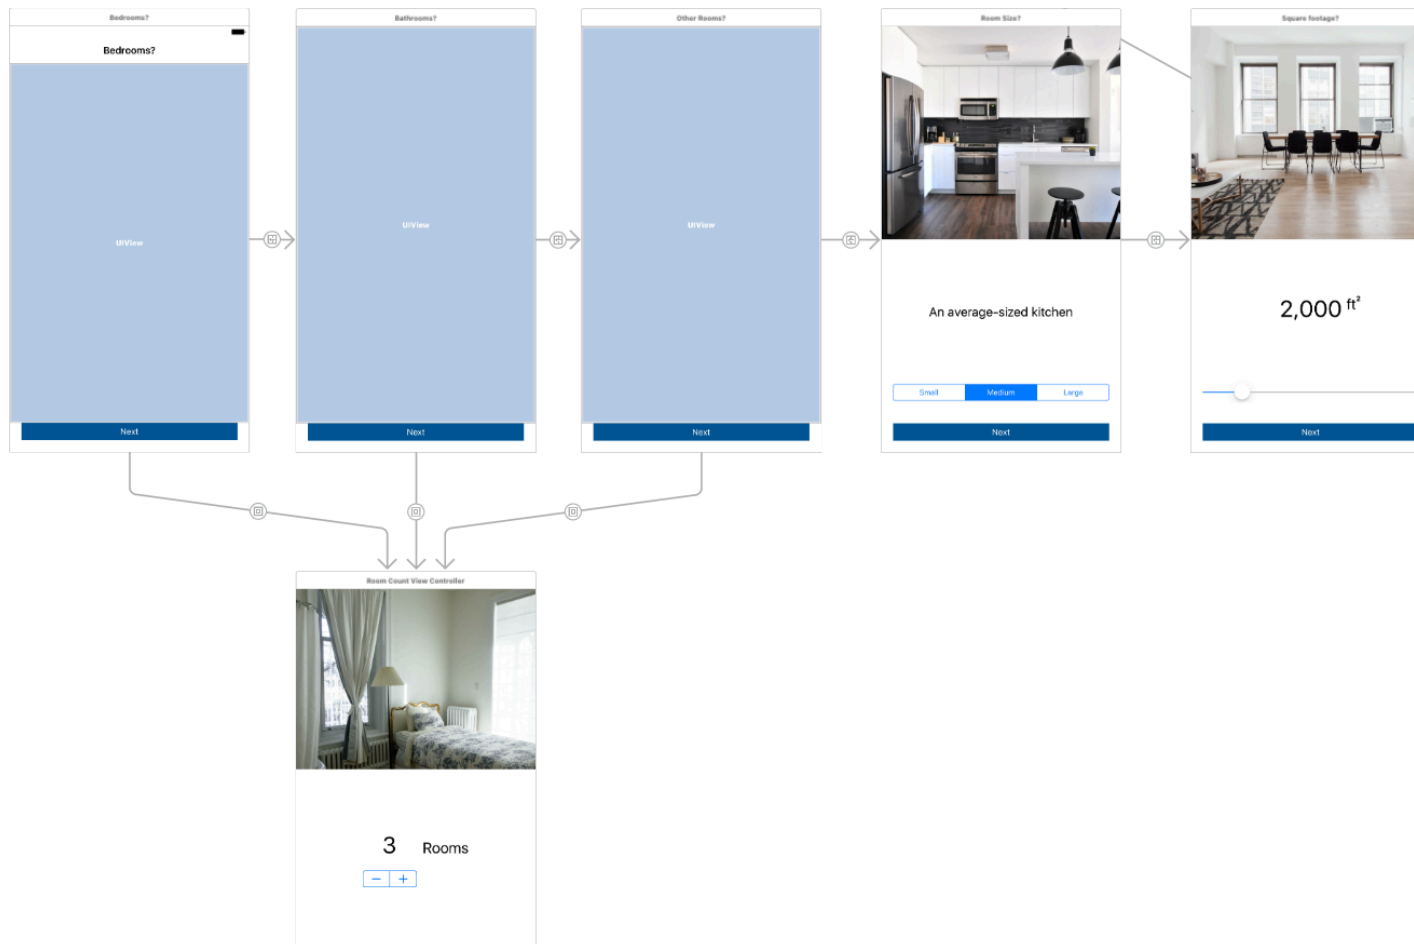 Bedrooms?
Bedrooms?
UIView
Next
Bathrooms?
UIView
Next
Other Rooms?
UIView
Next
Room Size?
An average-sized kitchen
Small Medium Large
Next
Square footage?
2,000 ft²
Next
Room Count View Controller
3 Rooms
− +